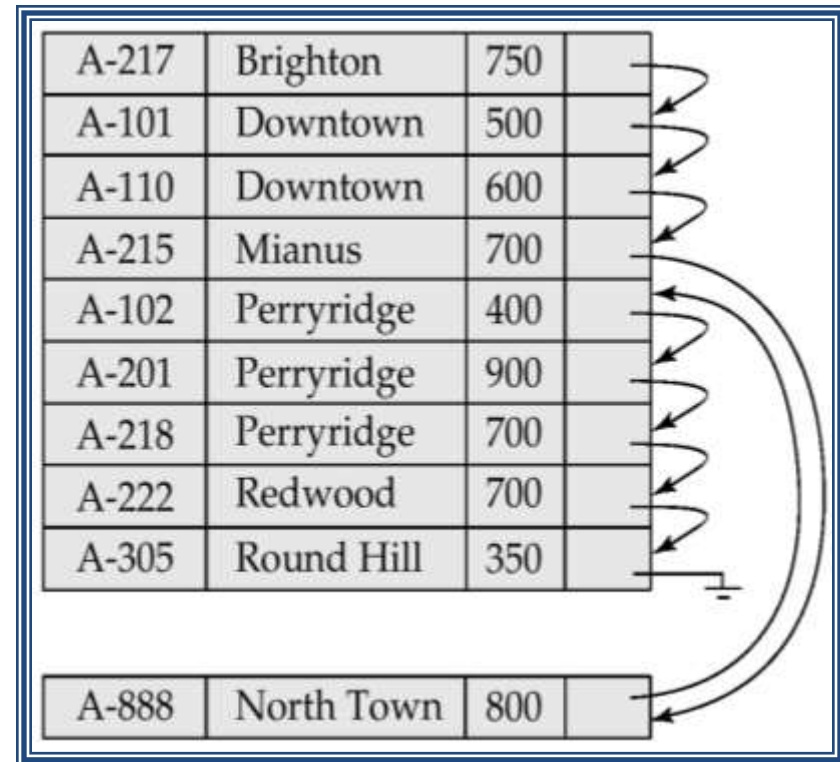 A-217 Brighton 750
A-101 Downtown 500
A-110 Downtown 600
A-215 Mianus 700
A-102 Perryridge 400
A-201 Perryridge 900
A-218 Perryridge 700
A-222 Redwood 700
A-305 Round Hill 350
A-888 North Town 800